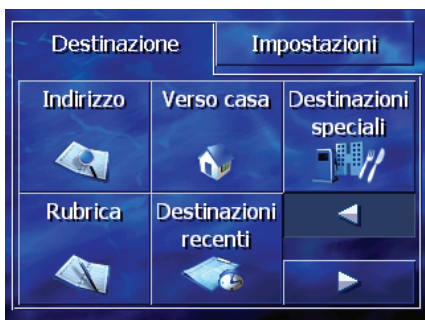 Destinazione
Impostazioni
Indirizzo
Verso casa
Destinazioni
speciali
Rubrica
Destinazioni
recenti